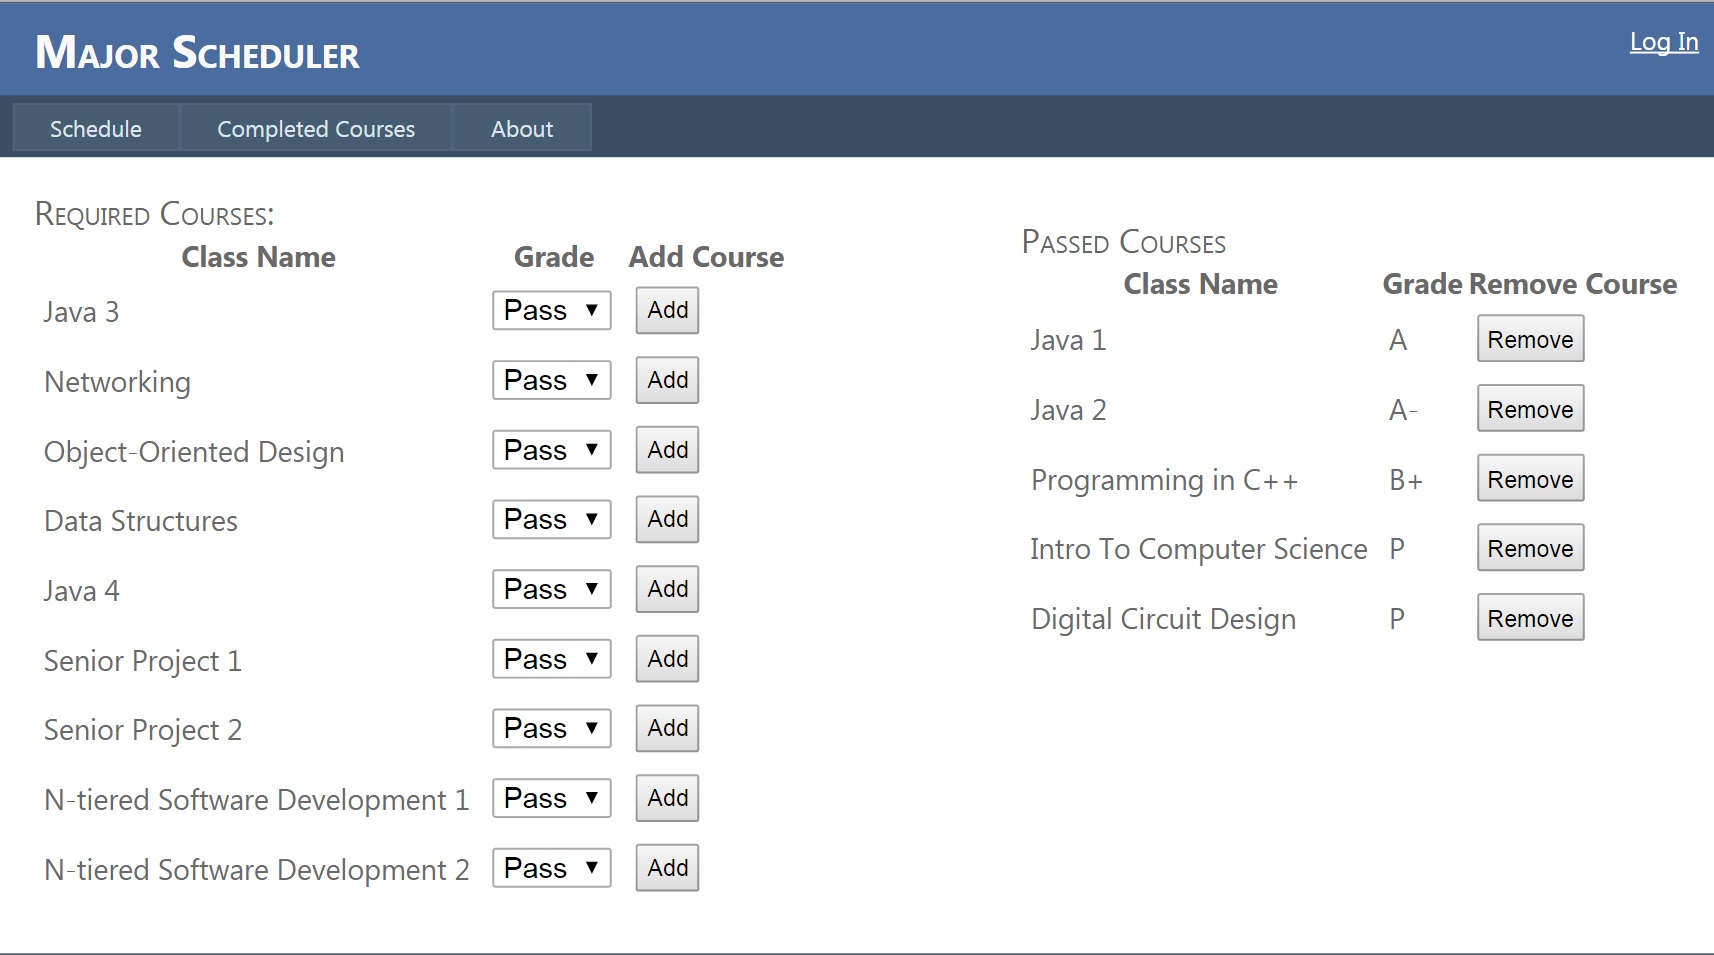 Major Scheduler
Log In
Schedule Completed Courses About
Required Courses:
Class Name Grade Add Course
Java 3 Pass Add
Networking Pass Add
Object-Oriented Design Pass Add
Data Structures Pass Add
Java 4 Pass Add
Senior Project 1 Pass Add
Senior Project 2 Pass Add
N-tiered Software Development 1 Pass Add
N-tiered Software Development 2 Pass Add
Passed Courses
Class Name Grade Remove Course
Java 1 A Remove
Java 2 A- Remove
Programming in C++ B+ Remove
Intro To Computer Science P Remove
Digital Circuit Design P Remove